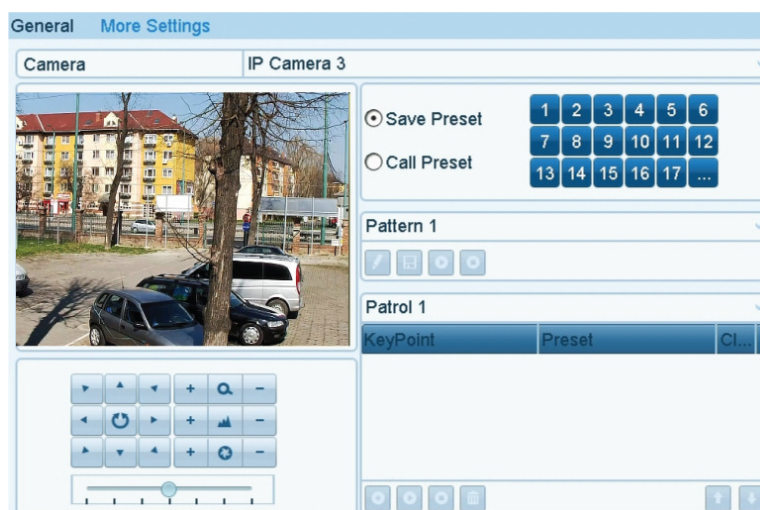 General More Settings
Camera IP Camera 3
Save Preset
Call Preset
1 2 3 4 5 6
7 8 9 10 11 12
13 14 15 16 17 ...
Pattern 1
Patrol 1
KeyPoint Preset Cl...